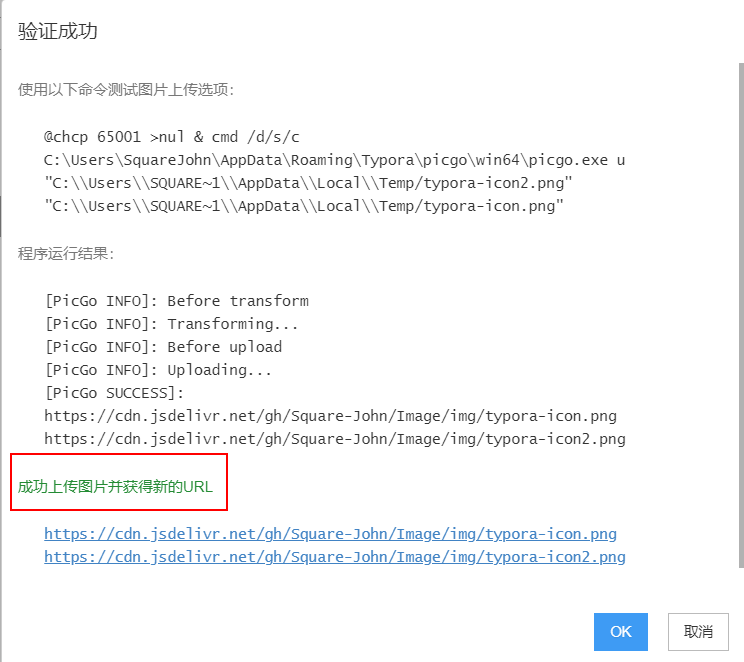 验证成功
使用以下命令测试图片上传选项:
@chcp 65001 >nul & cmd /d/s/c
C:\Users\SquareJohn\AppData\Roaming\Typora\picgo\win64\picgo.exe u
"C:\\Users\\SQUARE~1\\AppData\\Local\\Temp/typora-icon2.png"
"C:\\Users\\SQUARE~1\\AppData\\Local\\Temp/typora-icon.png"
程序运行结果:
[PicGo INFO]: Before transform
[PicGo INFO]: Transforming...
[PicGo INFO]: Before upload
[PicGo INFO]: Uploading...
[PicGo SUCCESS]:
https://cdn.jsdelivr.net/gh/Square-John/Image/img/typora-icon.png
https://cdn.jsdelivr.net/gh/Square-John/Image/img/typora-icon2.png
成功上传图片并获得新的URL
https://cdn.jsdelivr.net/gh/Square-John/Image/img/typora-icon.png
https://cdn.jsdelivr.net/gh/Square-John/Image/img/typora-icon2.png
OK 取消